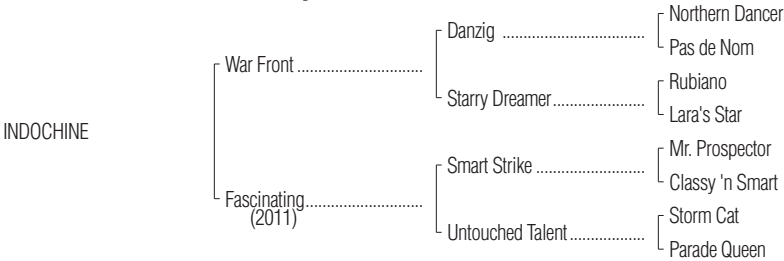 Northern Dancer
Danzig ..................................
Pas de Nom
War Front ..............................
Rubiano
Starry Dreamer......................
Lara's Star
INDOCHINE
Mr. Prospector
Smart Strike ..........................
Classy 'n Smart
Fascinating............................
(2011)
Storm Cat
Untouched Talent..................
Parade Queen